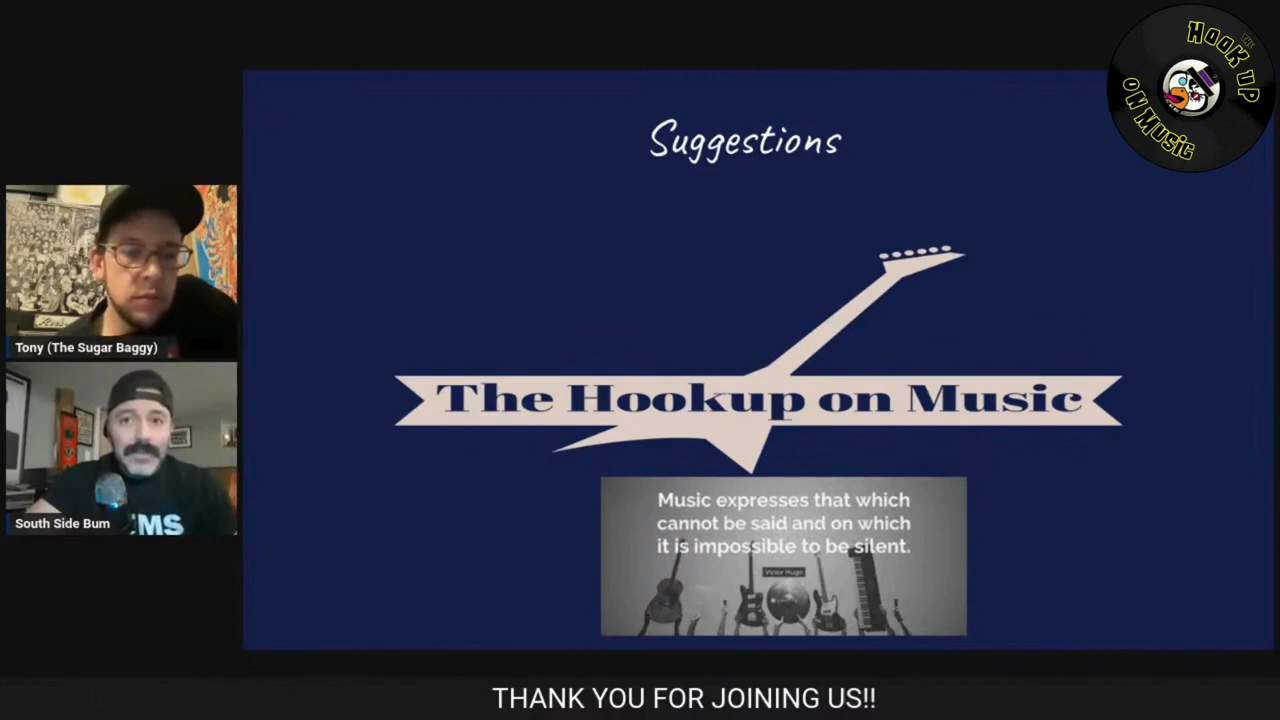 THE
HOOK UP
ON MUSIC
Suggestions
The Hookup on Music
Music expresses that which
cannot be said and on which
it is impossible to be silent.
Victor Hugo
Tony (The Sugar Baggy)
EMS
South Side Bum
THANK YOU FOR JOINING US!!